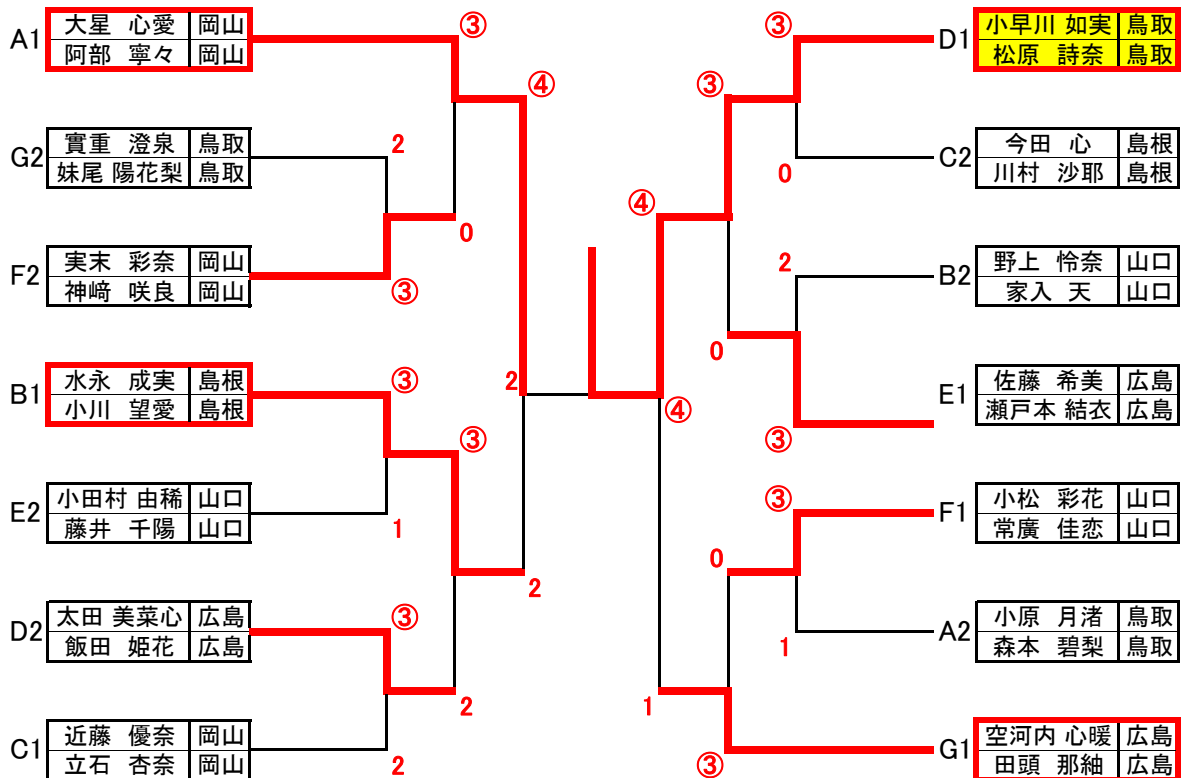 A1 大星 心愛 岡山
阿部 寧々 岡山
③
④
G2 實重 澄泉 鳥取
妹尾 陽花梨 鳥取
2
0
F2 実末 彩奈 岡山
神﨑 咲良 岡山
③
B1 水永 成実 島根
小川 望愛 島根
③
2
③
E2 小田村 由稀 山口
藤井 千陽 山口
1
2
D2 太田 美菜心 広島
飯田 姫花 広島
③
2
C1 近藤 優奈 岡山
立石 杏奈 岡山
2
③
D1 小早川 如実 鳥取
松原 詩奈 鳥取
③
C2 今田 心 島根
川村 沙耶 島根
0
④
2
B2 野上 怜奈 山口
家入 天 山口
0
E1 佐藤 希美 広島
瀬戸本 結衣 広島
④
③
③
F1 小松 彩花 山口
常廣 佳恋 山口
0
A2 小原 月渚 鳥取
森本 碧梨 鳥取
1
1
G1 空河内 心暖 広島
田頭 那紬 広島
③